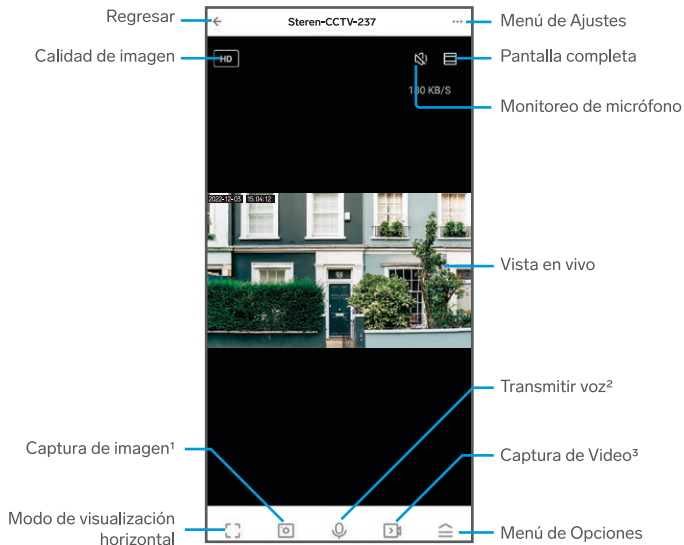 Regresar
Steren-CCTV-237
Menú de Ajustes
Calidad de imagen
HD
Pantalla completa
180 KB/S
Monitoreo de micrófono
2022-12-03 15:04:12
Vista en vivo
Transmitir voz²
Captura de imagen¹
Captura de Video³
Modo de visualización
horizontal
Menú de Opciones